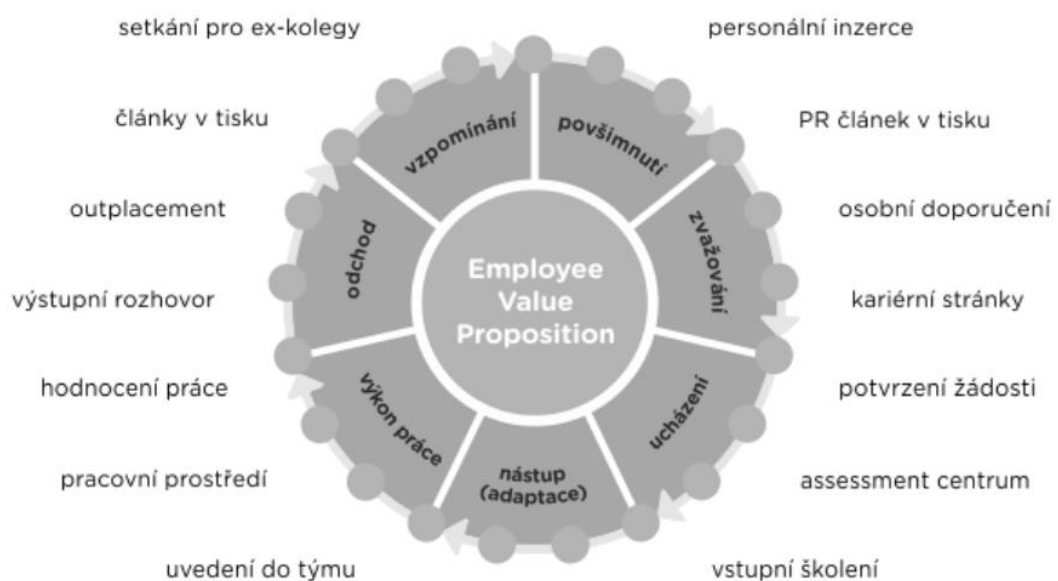 setkání pro ex-kolegy
personální inzerce
články v tisku
vzpomínání
povšimnutí
PR článek v tisku
outplacement
odchod
zvažování
osobní doporučení
Employee
Value
Proposition
výstupní rozhovor
kariérní stránky
hodnocení práce
výkon práce
ucházení
potvrzení žádosti
nástup
(adaptace)
pracovní prostředí
assessment centrum
uvedení do týmu
vstupní školení